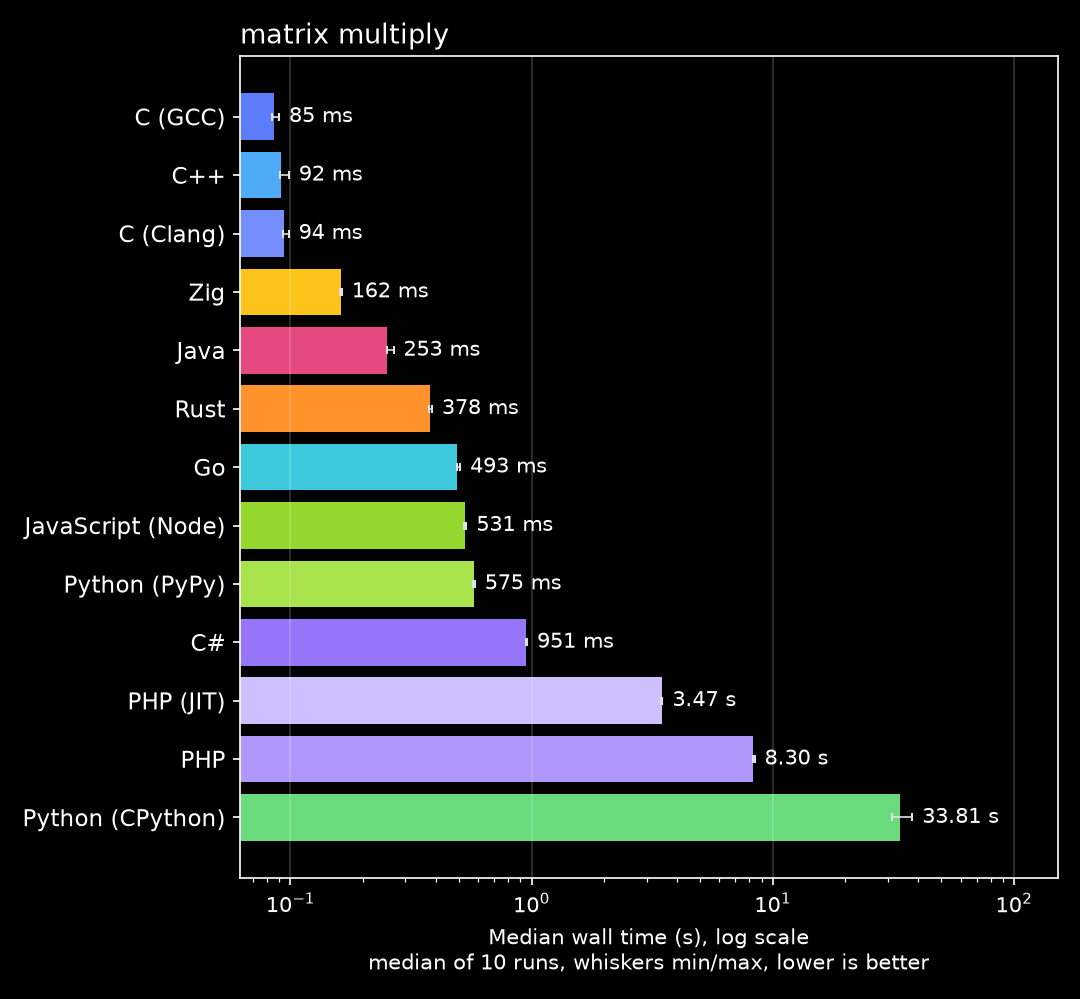 matrix multiply
C (GCC) 85 ms
C++ 92 ms
C (Clang) 94 ms
Zig 162 ms
Java 253 ms
Rust 378 ms
Go 493 ms
JavaScript (Node) 531 ms
Python (PyPy) 575 ms
C# 951 ms
PHP (JIT) 3.47 s
PHP 8.30 s
Python (CPython) 33.81 s
10⁻¹ 10⁰ 10¹ 10²
Median wall time (s), log scale
median of 10 runs, whiskers min/max, lower is better